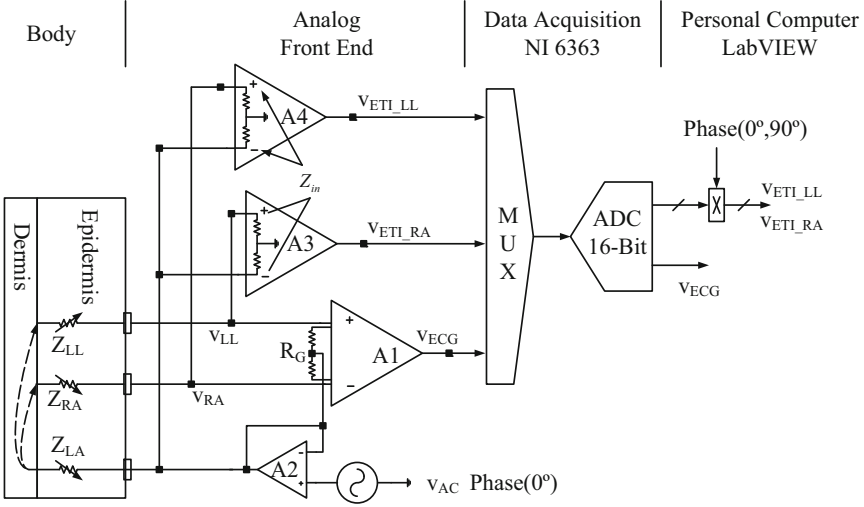 Body
Analog
Front End
Data Acquisition
NI 6363
Personal Computer
LabVIEW
+
A4
−
v_ETI_LL
Z_in
+
A3
−
v_ETI_RA
M
U
X
ADC
16-Bit
Phase(0º,90º)
X
v_ETI_LL
v_ETI_RA
v_ECG
Dermis
Epidermis
Z_LL
v_LL
R_G
+
A1
−
v_ECG
Z_RA
v_RA
Z_LA
A2
-
+
v_AC Phase(0º)